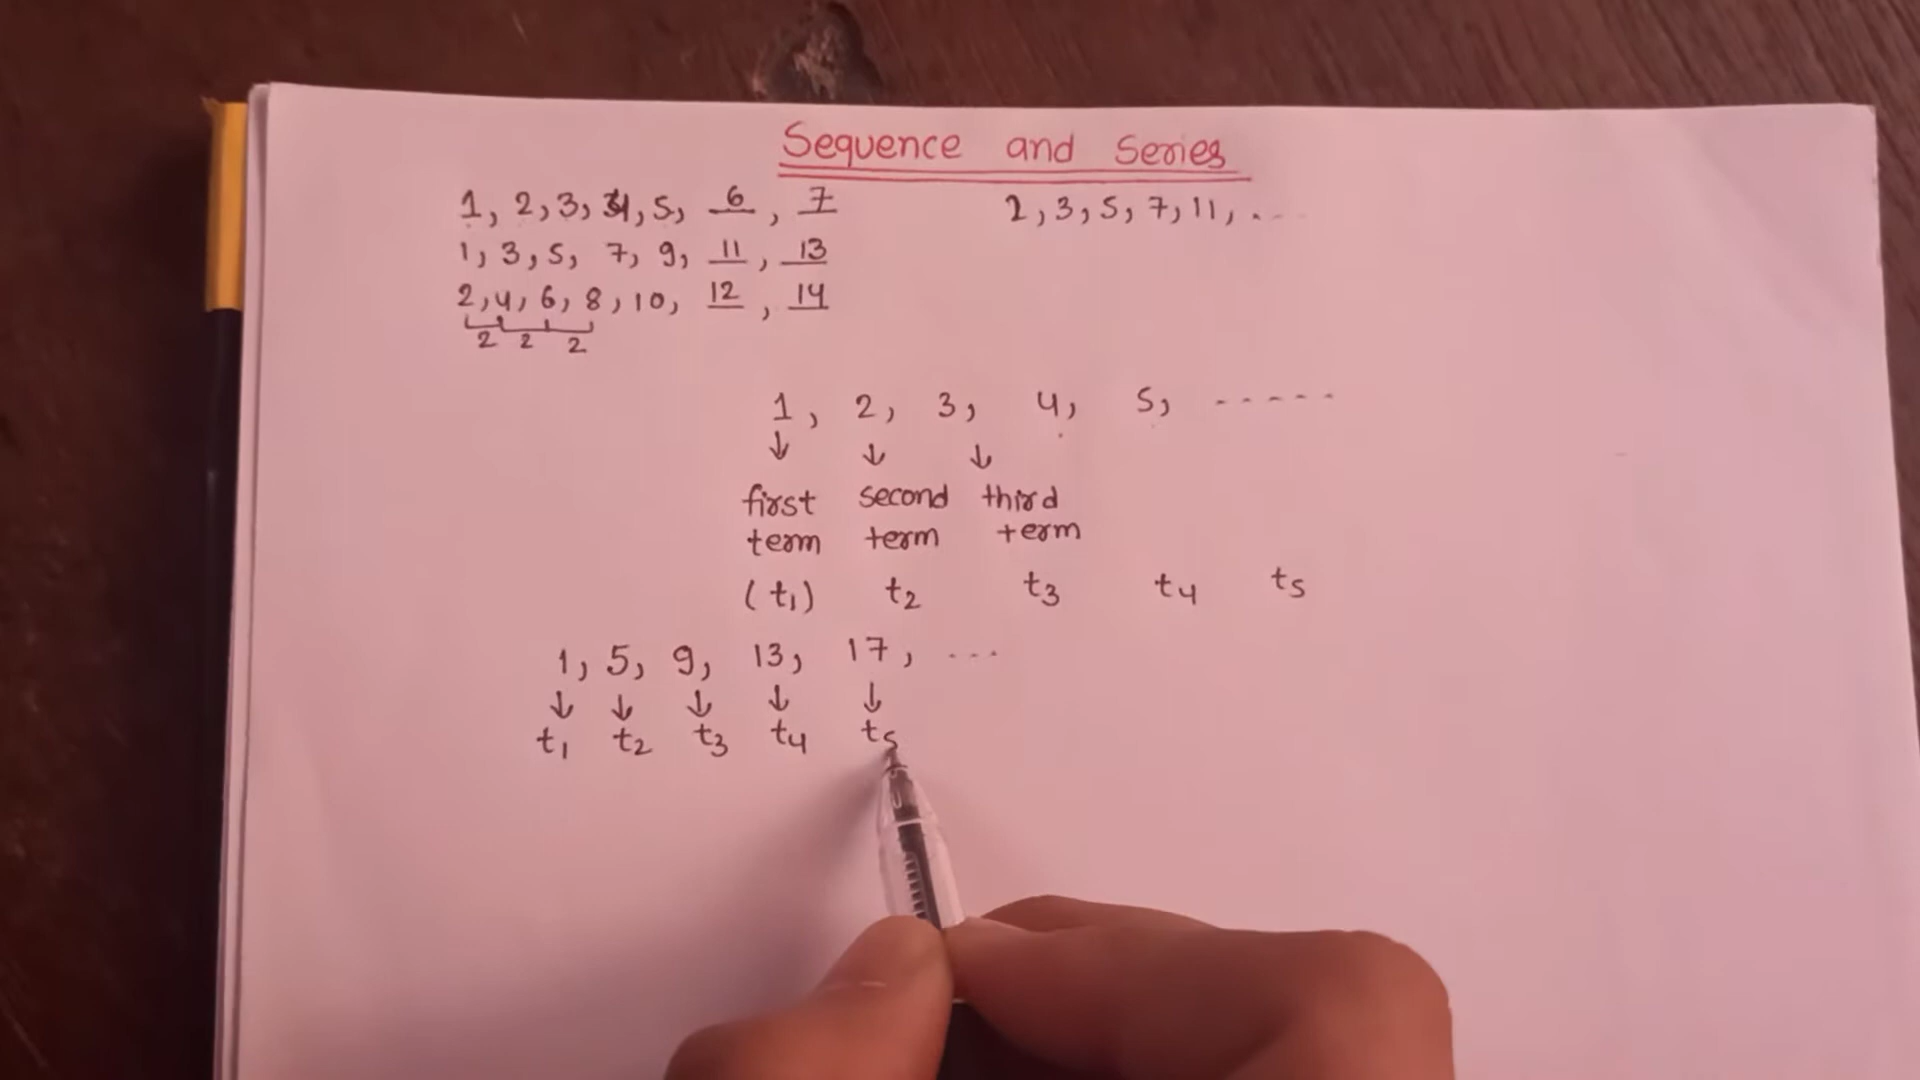 Sequence and Series
1, 2, 3, 4, 5, 6, 7
2, 3, 5, 7, 11, ...
1, 3, 5, 7, 9, 11, 13
2, 4, 6, 8, 10, 12, 14
2 2 2
1, 2, 3, 4, 5, ------
↓ ↓ ↓
first second third
term term term
(t₁) t₂ t₃ t₄ t₅
1, 5, 9, 13, 17, ...
↓ ↓ ↓ ↓ ↓
t₁ t₂ t₃ t₄ t₅